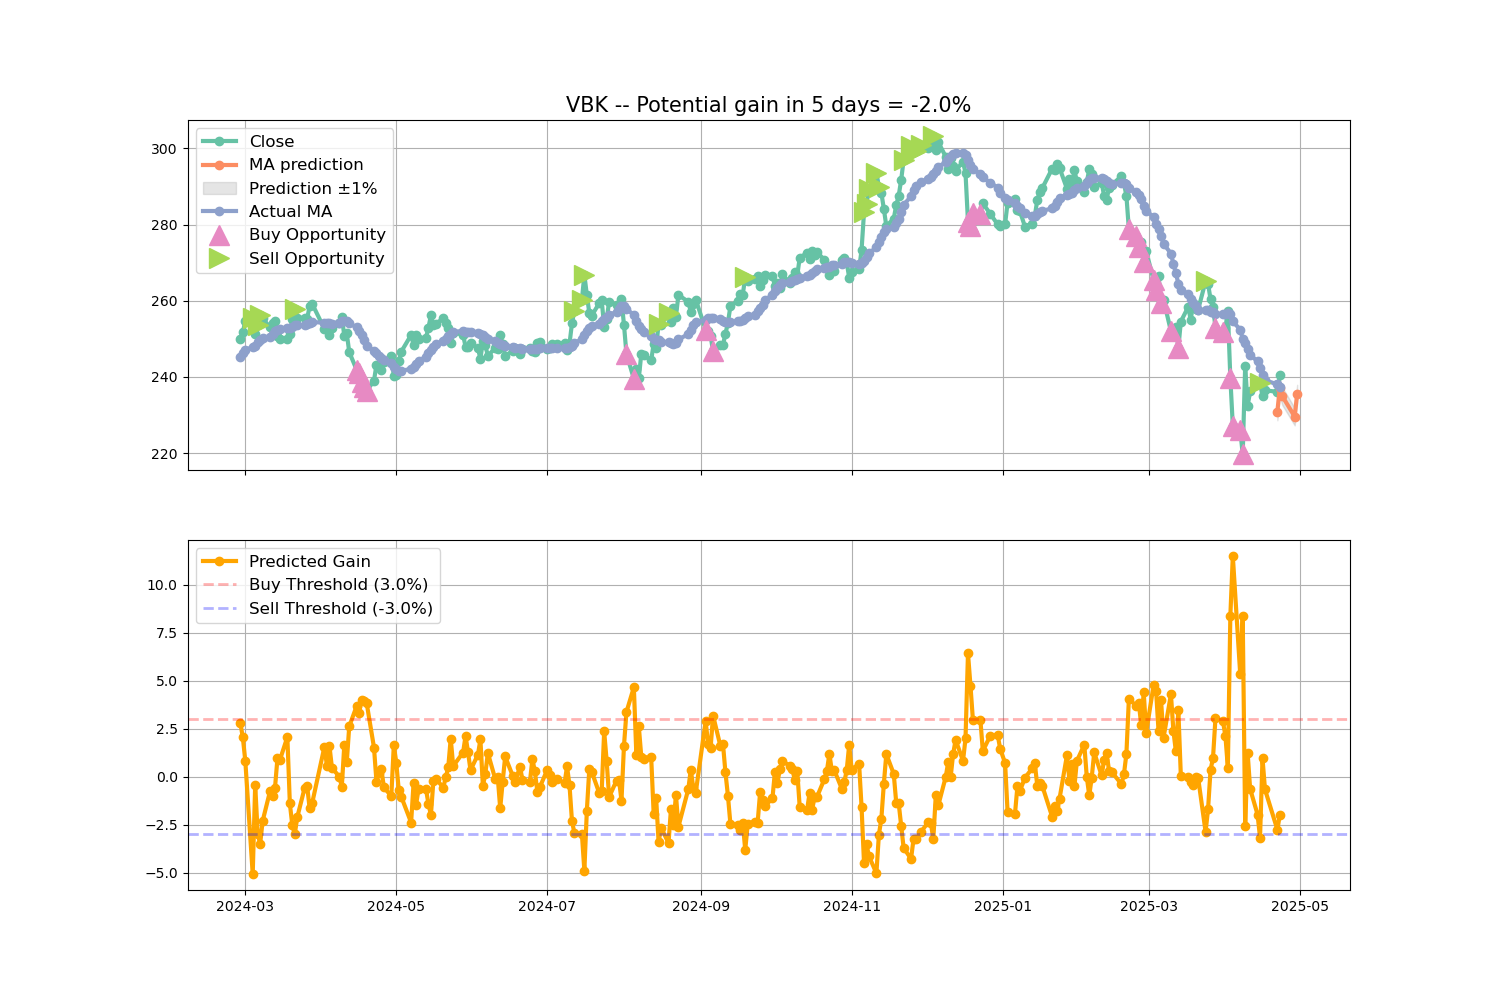 VBK -- Potential gain in 5 days = -2.0%
Close
MA prediction
Prediction ±1%
Actual MA
Buy Opportunity
Sell Opportunity
300
280
260
240
220
Predicted Gain
Buy Threshold (3.0%)
Sell Threshold (-3.0%)
10.0
7.5
5.0
2.5
0.0
−2.5
−5.0
2024-03 2024-05 2024-07 2024-09 2024-11 2025-01 2025-03 2025-05